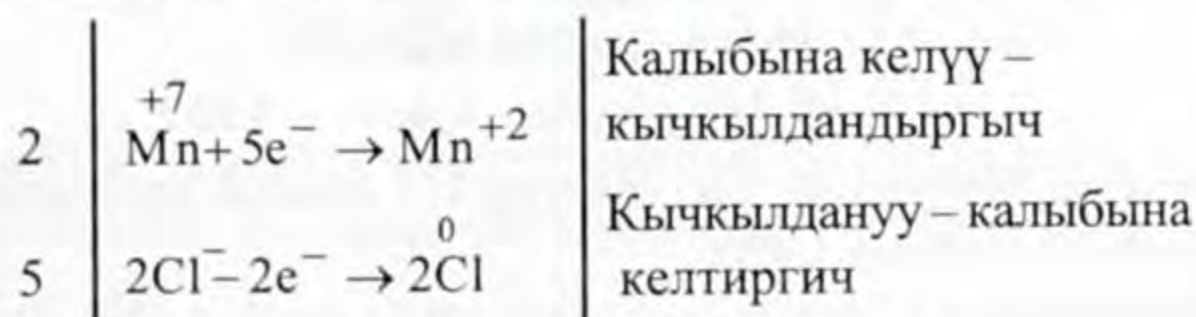 2 | +7
Mn + 5e⁻ → Mn⁺² | Калыбына келүү –
кычкылдандыргыч
5 | 2Cl⁻ – 2e⁻ → 2Cl⁰ | Кычкылдануу – калыбына
келтиргич